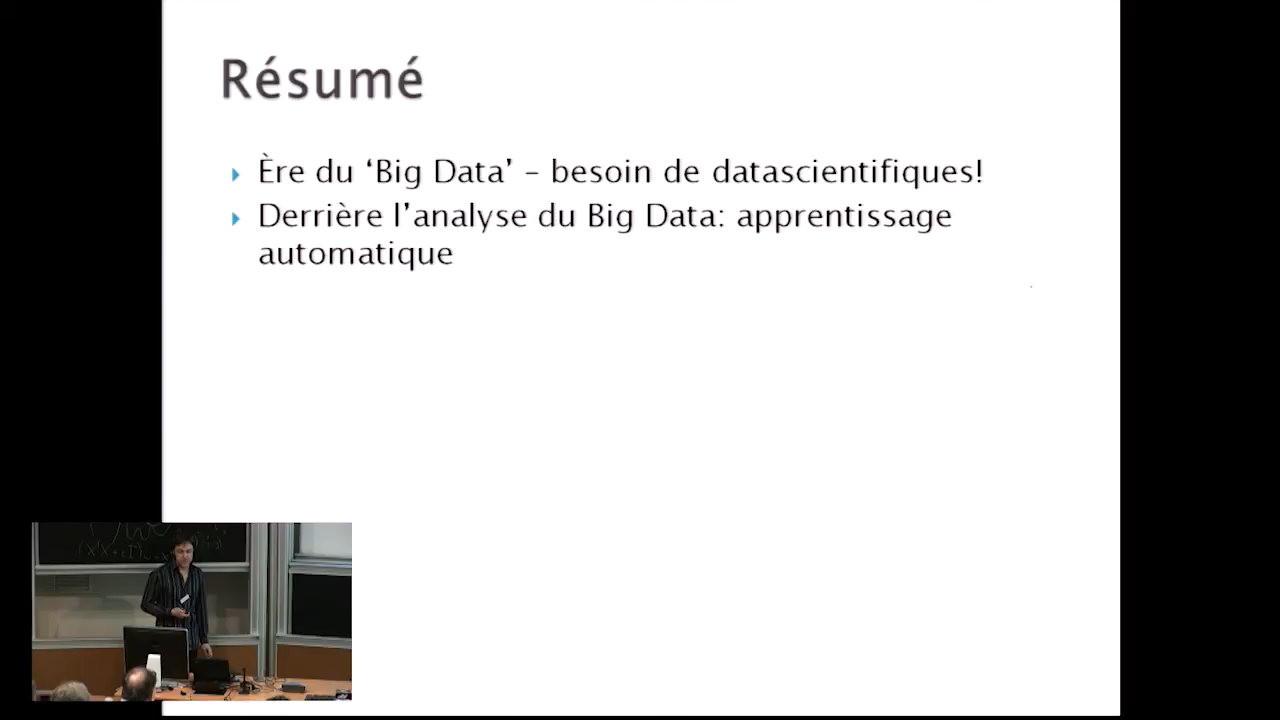 Résumé
Ère du ‘Big Data’ – besoin de datascientifiques!
Derrière l’analyse du Big Data: apprentissage
automatique